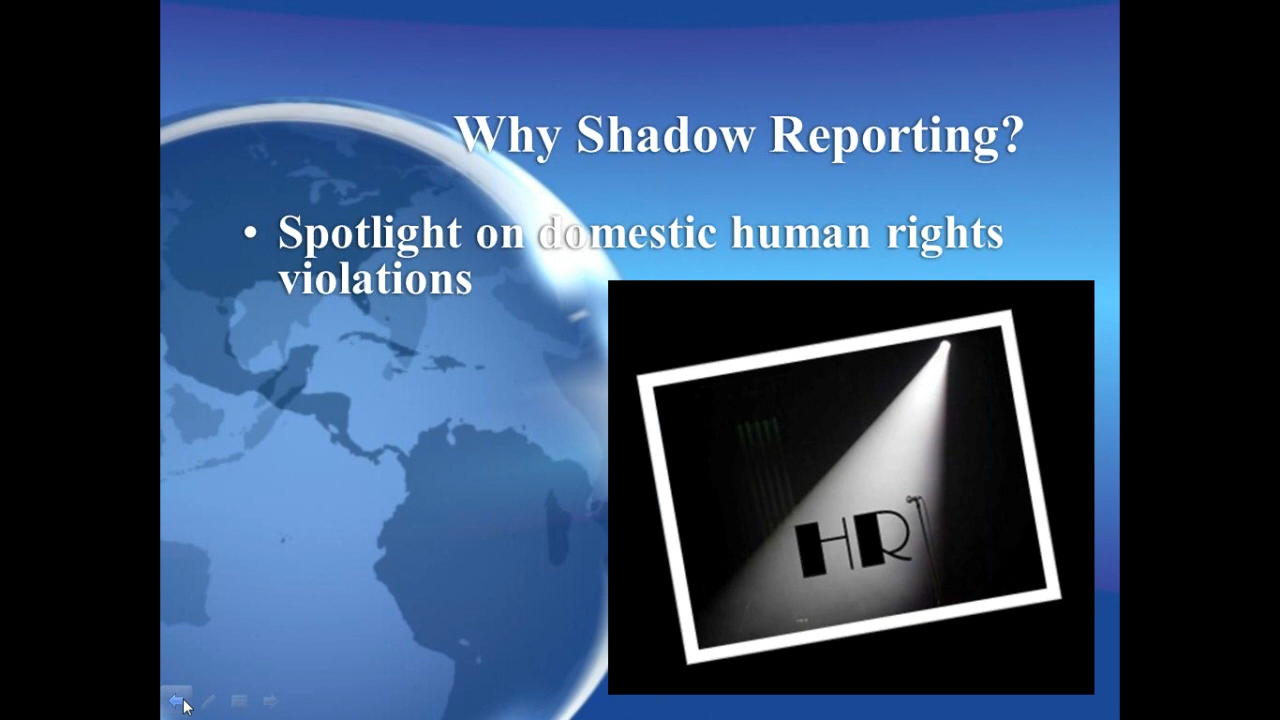 Why Shadow Reporting?
• Spotlight on domestic human rights
violations
HR